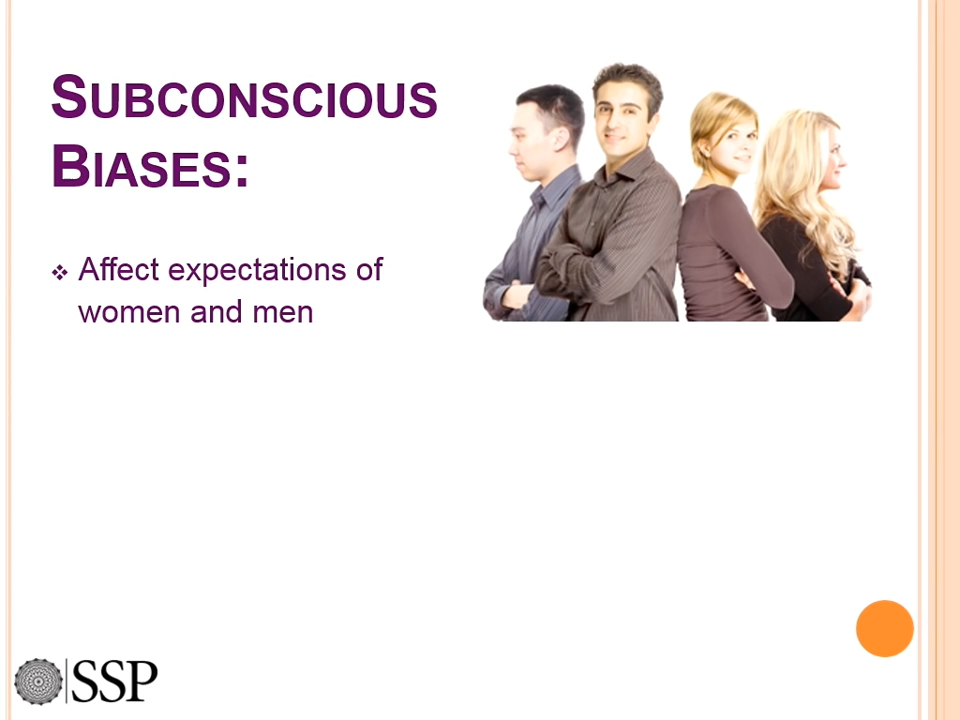 SUBCONSCIOUS
BIASES:
❖ Affect expectations of
women and men
SSP